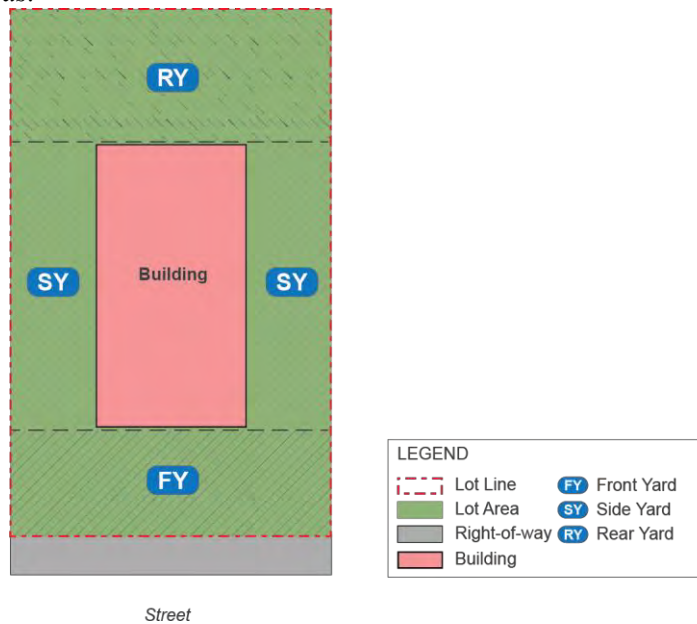 RY
SY
Building
SY
FY
Street
LEGEND
Lot Line
FY Front Yard
Lot Area
SY Side Yard
Right-of-way
RY Rear Yard
Building